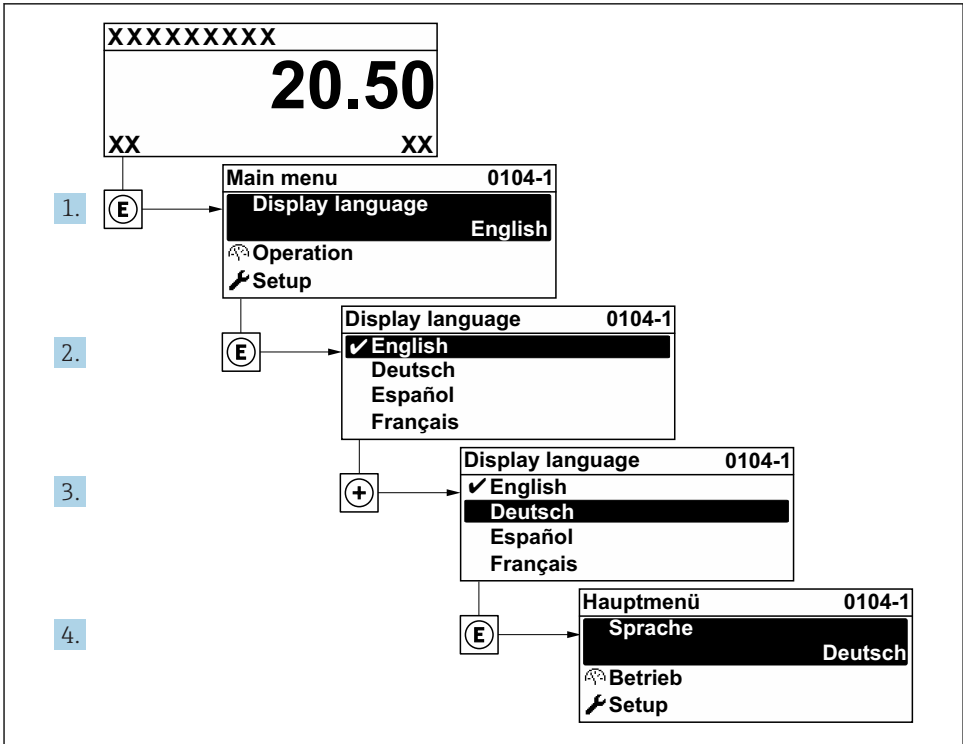 XXXXXXXXX
20.50
XX XX
1. E
Main menu 0104-1
Display language
English
Operation
Setup
2. E
Display language 0104-1
✔ English
Deutsch
Español
Français
3. +
Display language 0104-1
✔ English
Deutsch
Español
Français
4. E
Hauptmenü 0104-1
Sprache
Deutsch
Betrieb
Setup